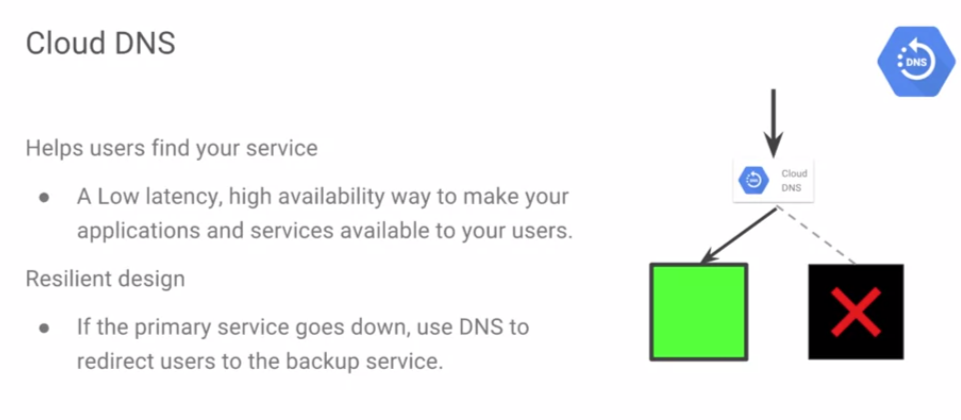 Cloud DNS
DNS
Helps users find your service
● A Low latency, high availability way to make your
applications and services available to your users.
Resilient design
● If the primary service goes down, use DNS to
redirect users to the backup service.
DNS
Cloud
DNS